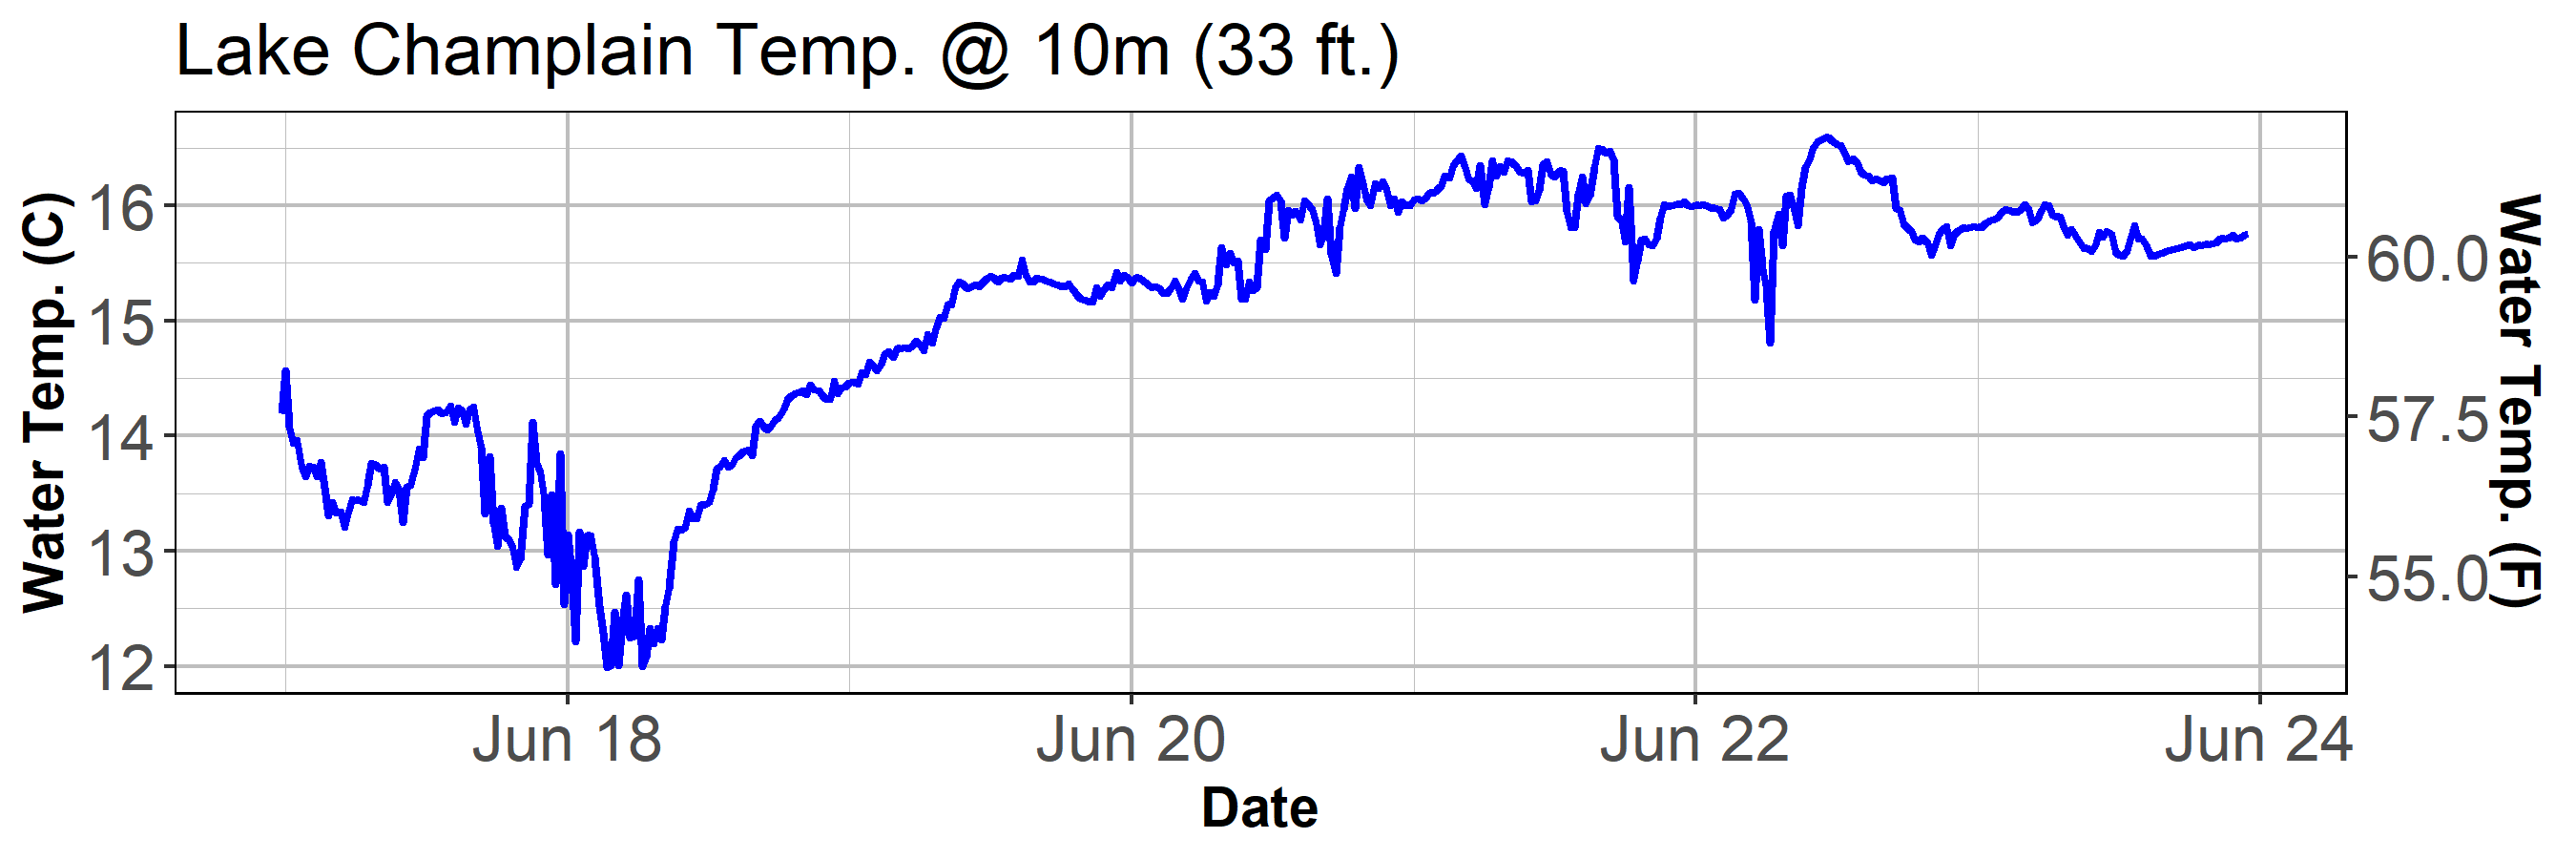 Lake Champlain Temp. @ 10m (33 ft.)
Water Temp. (C)
16
15
14
13
12
60.0
57.5
55.0
Water Temp. (F)
Jun 18
Jun 20
Jun 22
Jun 24
Date